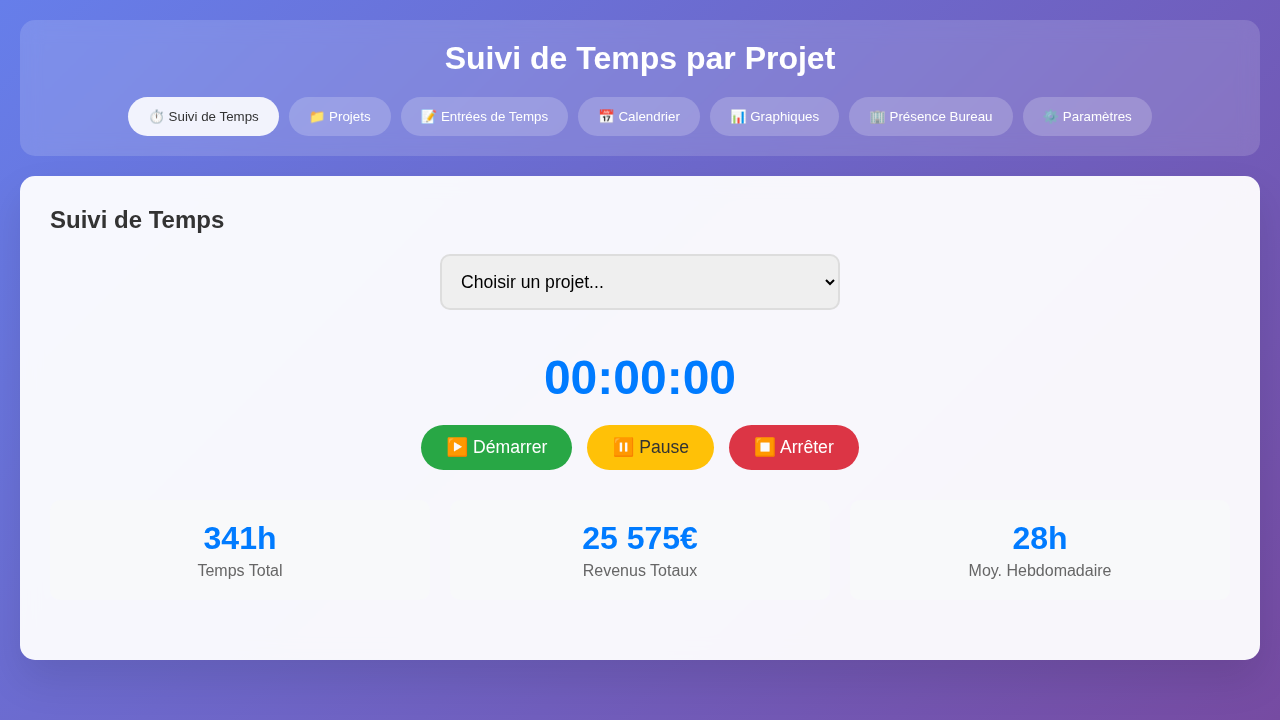 Suivi de Temps par Projet
⏱️ Suivi de Temps
📁 Projets
📝 Entrées de Temps
📅 Calendrier
📊 Graphiques
🏢 Présence Bureau
⚙️ Paramètres
Suivi de Temps
Choisir un projet...
00:00:00
▶️ Démarrer
⏸️ Pause
⏹️ Arrêter
341h
Temps Total
25 575€
Revenus Totaux
28h
Moy. Hebdomadaire